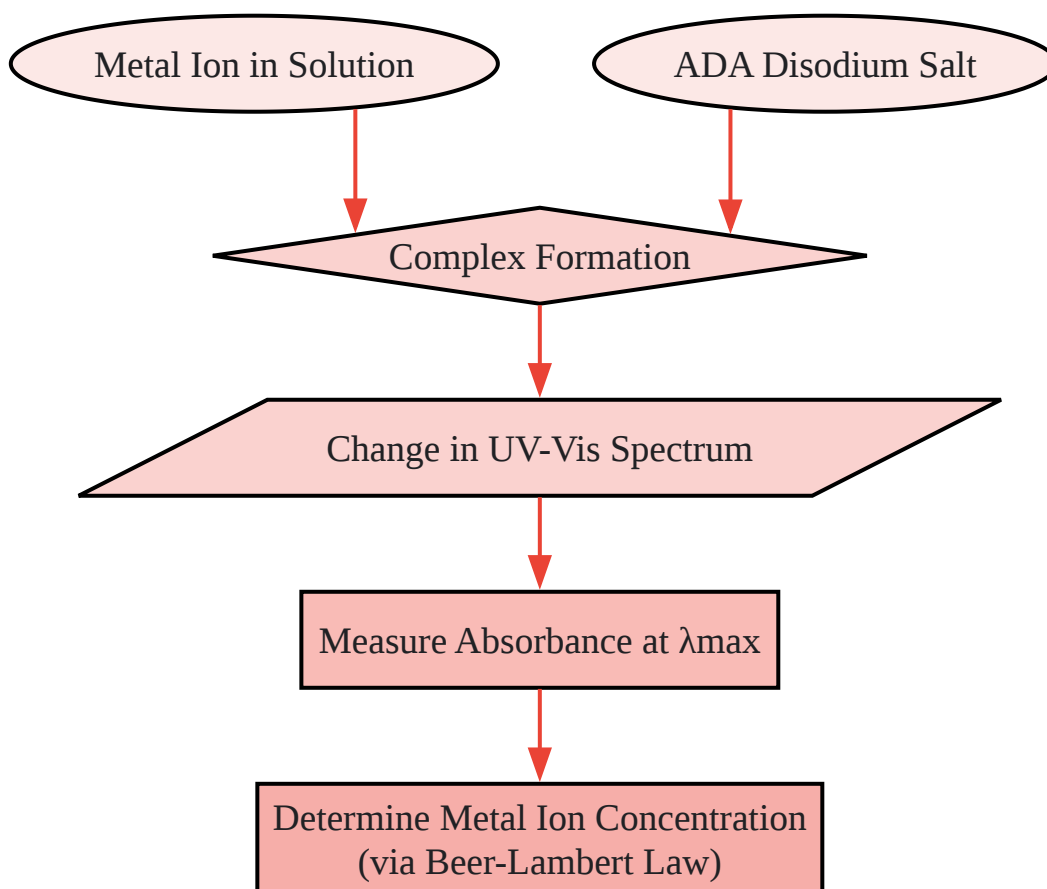 Metal Ion in Solution
ADA Disodium Salt
Complex Formation
Change in UV-Vis Spectrum
Measure Absorbance at λmax
Determine Metal Ion Concentration
(via Beer-Lambert Law)